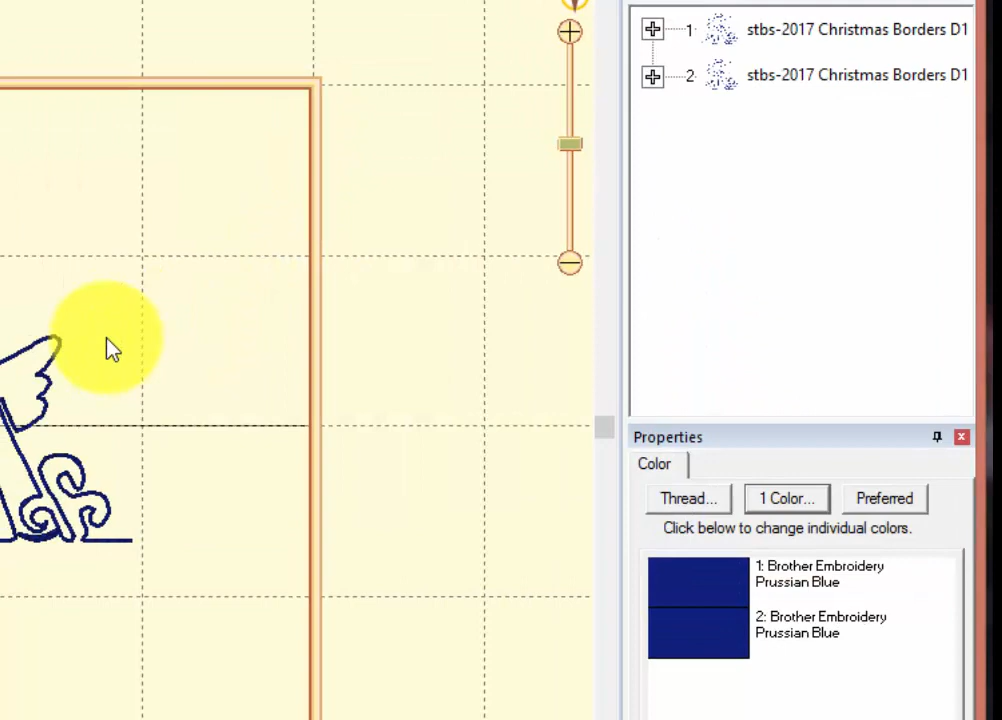 1 stbs-2017 Christmas Borders D1
2 stbs-2017 Christmas Borders D1
Properties
Color
Thread... 1 Color... Preferred
Click below to change individual colors.
1: Brother Embroidery
Prussian Blue
2: Brother Embroidery
Prussian Blue